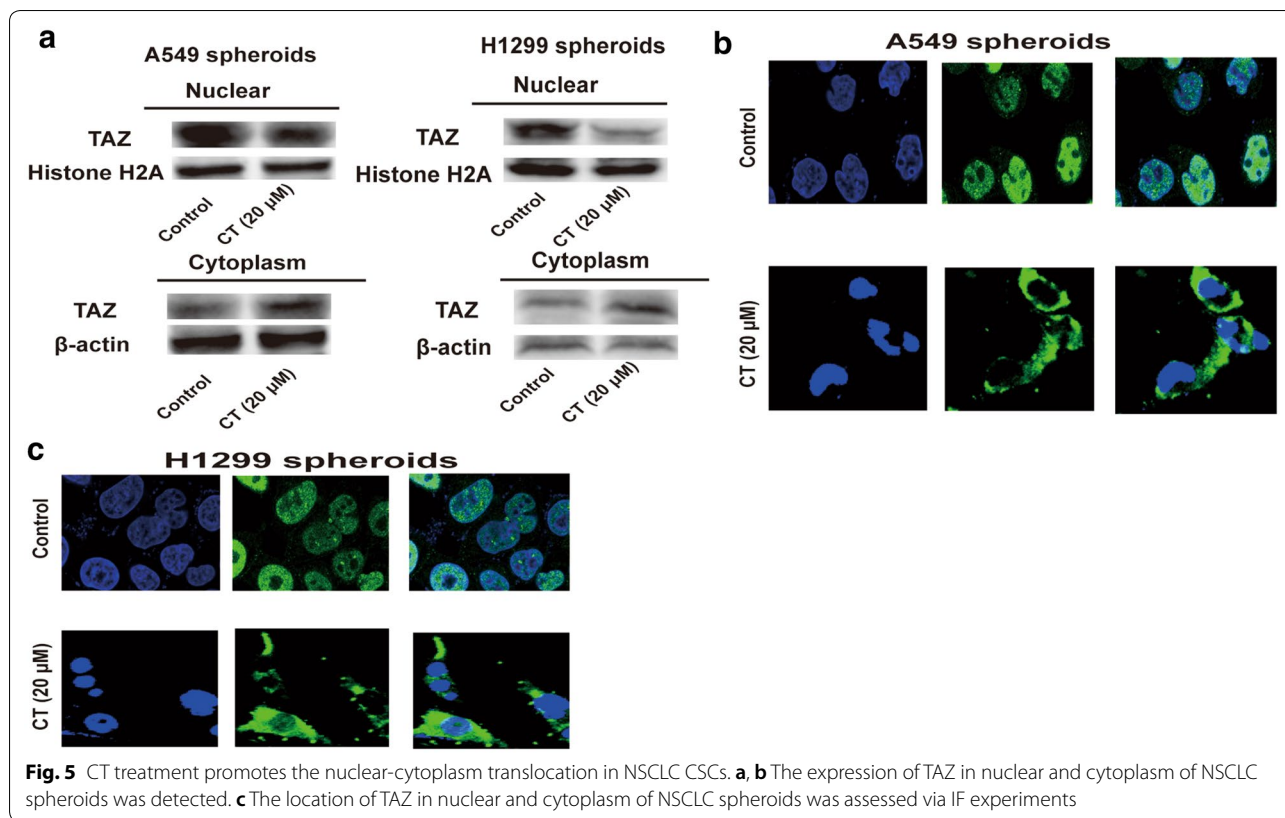 a
A549 spheroids
Nuclear
TAZ
Histone H2A
Control
CT (20 µM)
Cytoplasm
TAZ
β-actin
Control
CT (20 µM)
H1299 spheroids
Nuclear
TAZ
Histone H2A
Control
CT (20 µM)
Cytoplasm
TAZ
β-actin
Control
CT (20 µM)
b
A549 spheroids
Control
CT (20 µM)
c
H1299 spheroids
Control
CT (20 µM)
Fig. 5 CT treatment promotes the nuclear-cytoplasm translocation in NSCLC CSCs. a, b The expression of TAZ in nuclear and cytoplasm of NSCLC
spheroids was detected. c The location of TAZ in nuclear and cytoplasm of NSCLC spheroids was assessed via IF experiments